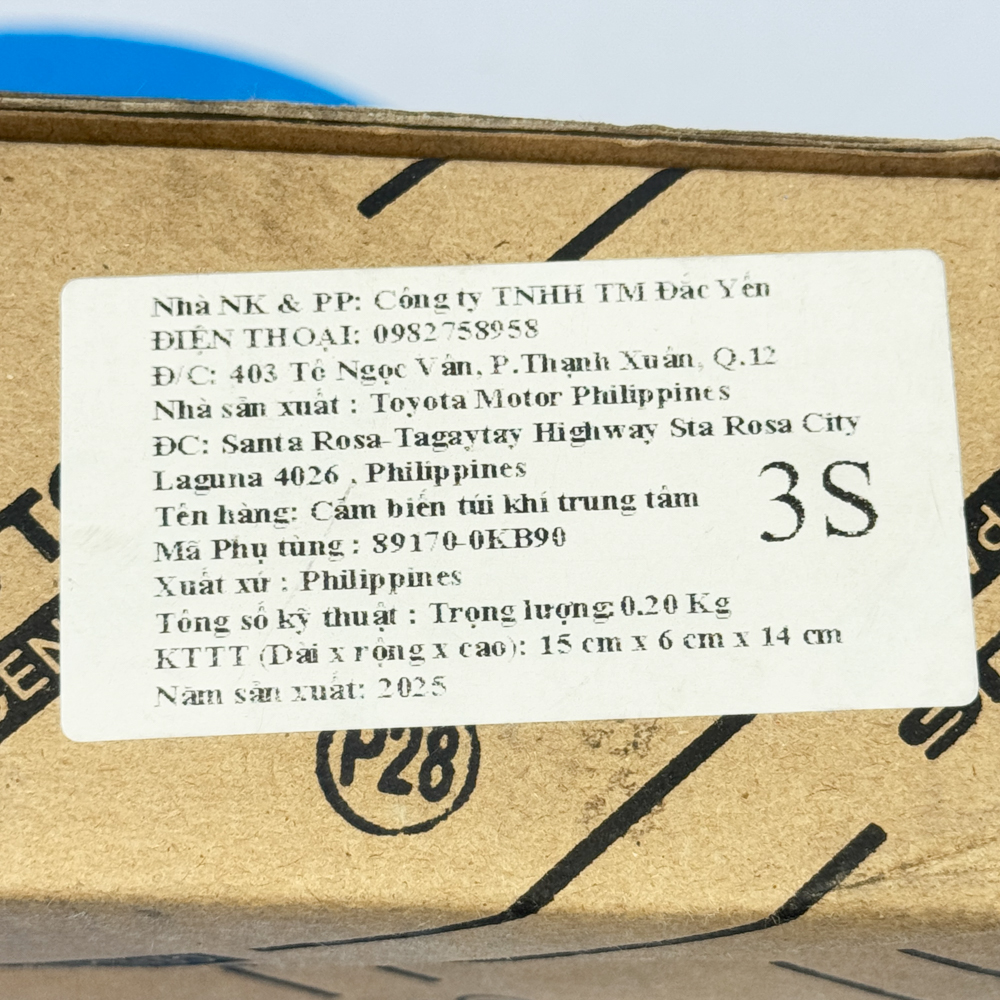 Nhà NK & PP: Công ty TNHH TM Đắc Yến
ĐIỆN THOẠI: 0982758958
Đ/C: 403 Tô Ngọc Vân, P.Thạnh Xuân, Q.12
Nhà sản xuất : Toyota Motor Philippines
ĐC: Santa Rosa-Tagaytay Highway Sta Rosa City
Laguna 4026 , Philippines
Tên hàng: Cảm biến túi khí trung tâm
Mã Phụ tùng : 89170-0KB90
Xuất xứ : Philippines
Tông số kỹ thuật : Trọng lượng:0.20 Kg
KTTT (Dài x rộng x cao): 15 cm x 6 cm x 14 cm
Năm sản xuất: 2025
3S
P28